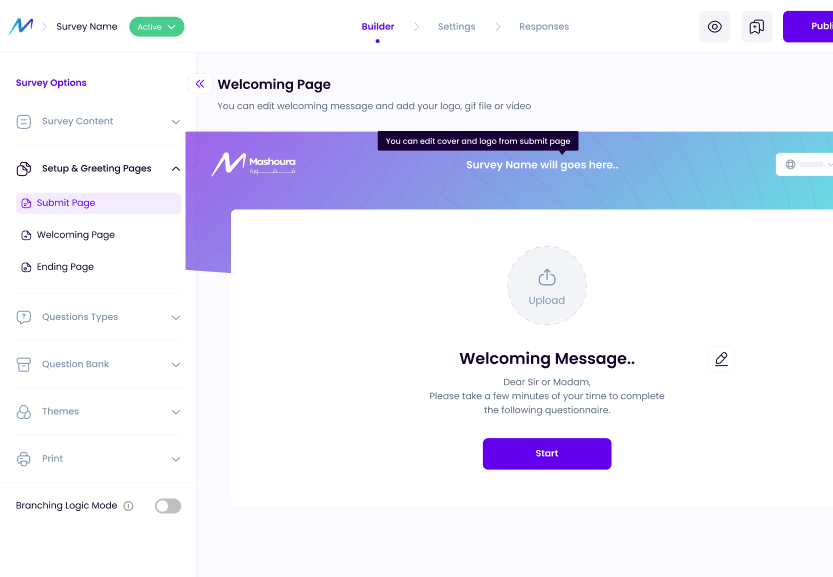 Survey Name
Active
Builder
Settings
Responses
Publi
Survey Options
Survey Content
Setup & Greeting Pages
Submit Page
Welcoming Page
Ending Page
Questions Types
Question Bank
Themes
Print
Branching Logic Mode
Welcoming Page
You can edit welcoming message and add your logo, gif file or video
You can edit cover and logo from submit page
Mashoura
مشورة
Survey Name will goes here..
Upload
Welcoming Message..
Dear Sir or Madam,
Please take a few minutes of your time to complete
the following questionnaire.
Start